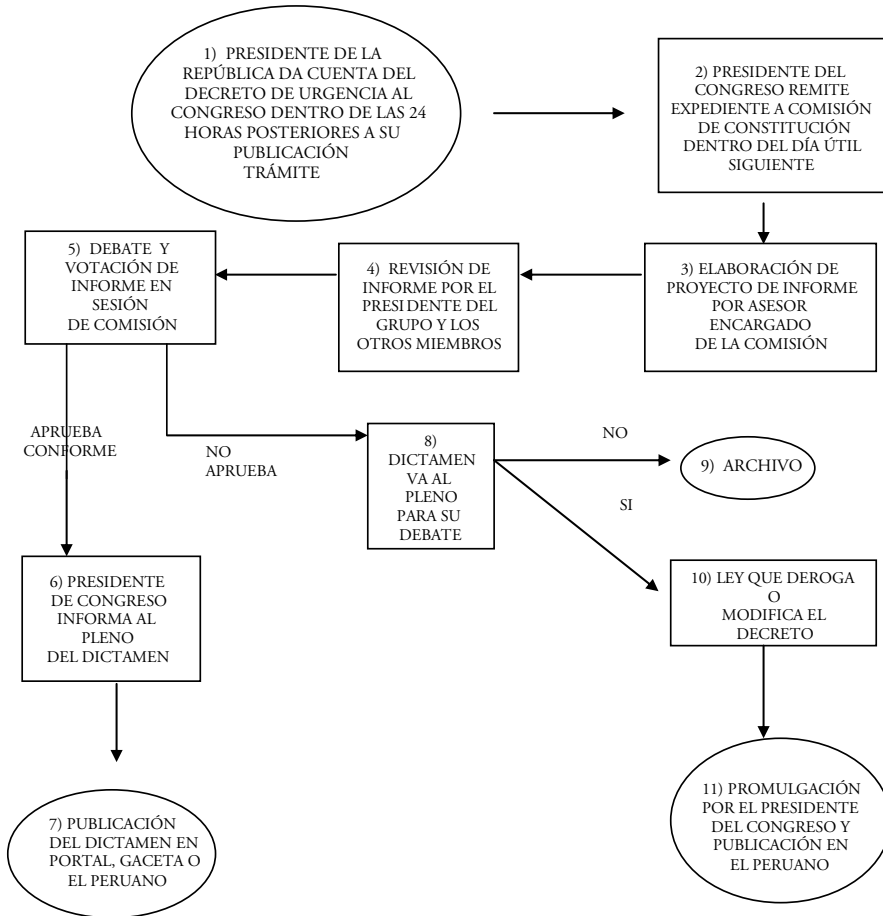 1) PRESIDENTE DE LA
REPÚBLICA DA CUENTA DEL
DECRETO DE URGENCIA AL
CONGRESO DENTRO DE LAS 24
HORAS POSTERIORES A SU
PUBLICACIÓN
TRÁMITE
2) PRESIDENTE DEL
CONGRESO REMITE
EXPEDIENTE A COMISIÓN
DE CONSTITUCIÓN
DENTRO DEL DÍA ÚTIL
SIGUIENTE
3) ELABORACIÓN DE
PROYECTO DE INFORME
POR ASESOR
ENCARGADO
DE LA COMISIÓN
4) REVISIÓN DE
INFORME POR EL
PRESIDENTE DEL
GRUPO Y LOS
OTROS MIEMBROS
5) DEBATE Y
VOTACIÓN DE
INFORME EN
SESIÓN
DE COMISIÓN
APRUEBA
CONFORME
NO
APRUEBA
6) PRESIDENTE
DE CONGRESO
INFORMA AL
PLENO
DEL DICTAMEN
7) PUBLICACIÓN
DEL DICTAMEN EN
PORTAL, GACETA O
EL PERUANO
8)
DICTAMEN
VA AL
PLENO
PARA SU
DEBATE
NO
9) ARCHIVO
SI
10) LEY QUE DEROGA
O
MODIFICA EL
DECRETO
11) PROMULGACIÓN
POR EL PRESIDENTE
DEL CONGRESO Y
PUBLICACIÓN EN
EL PERUANO